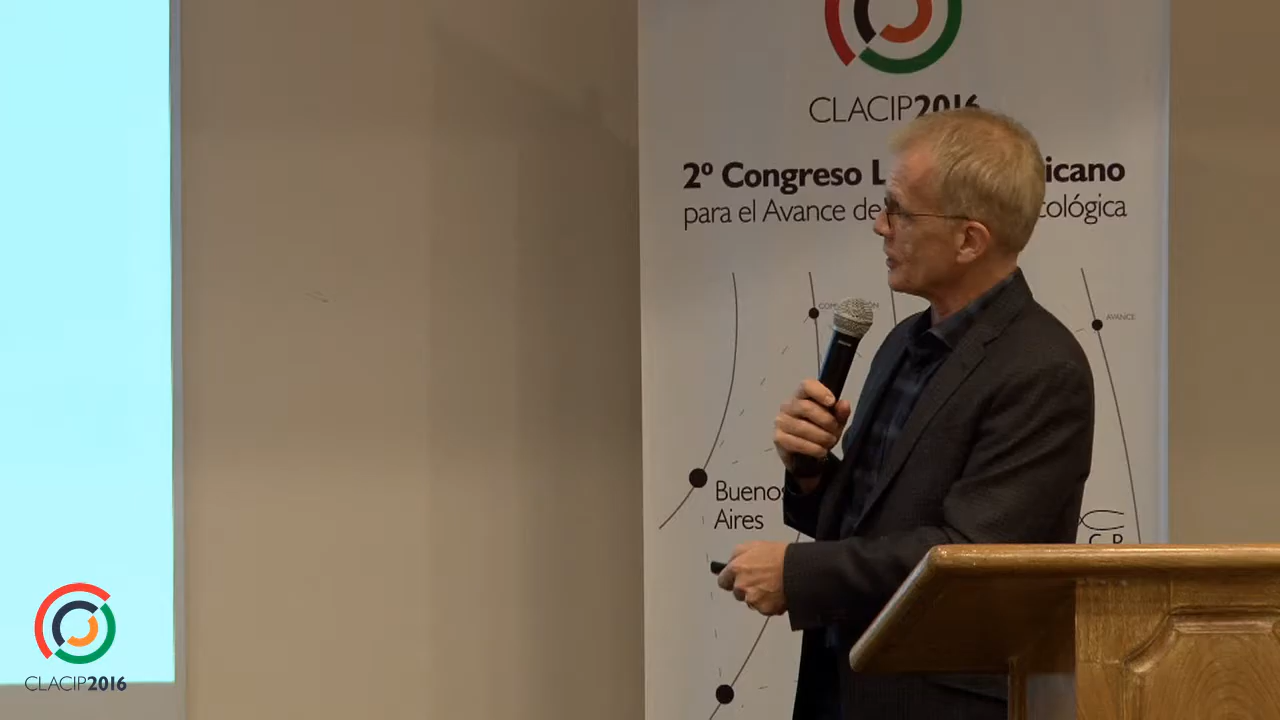 CLACIP2016
2º Congreso L icano
para el Avance de cológica
AVANCE
Buenos
Aires
CLACIP2016